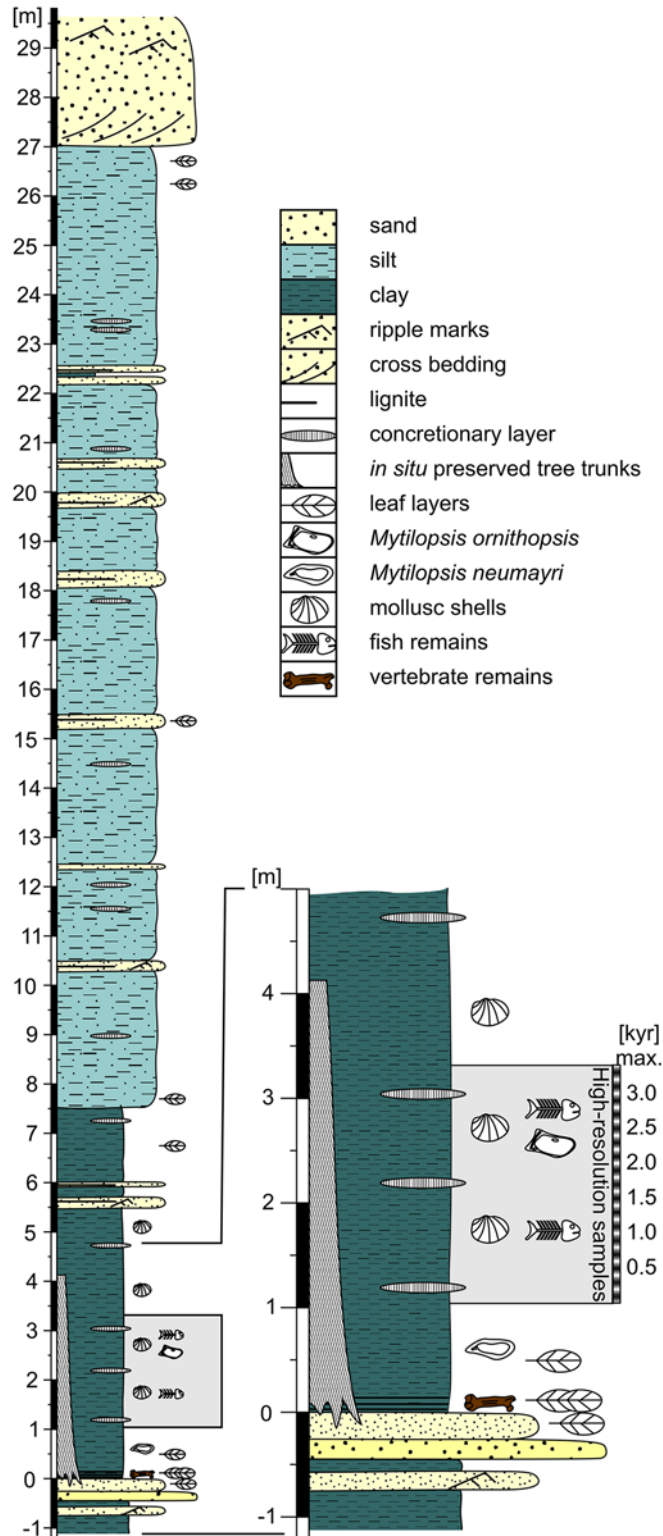 [m]
29
28
27
26
25
24
23
22
21
20
19
18
17
16
15
14
13
12
11
10
9
8
7
6
5
4
3
2
1
0
-1
sand
silt
clay
ripple marks
cross bedding
lignite
concretionary layer
in situ preserved tree trunks
leaf layers
Mytilopsis ornithopsis
Mytilopsis neumayri
mollusc shells
fish remains
vertebrate remains
[m]
4
3
2
1
0
-1
[kyr]
max.
3.0
2.5
2.0
1.5
1.0
0.5
High-resolution samples